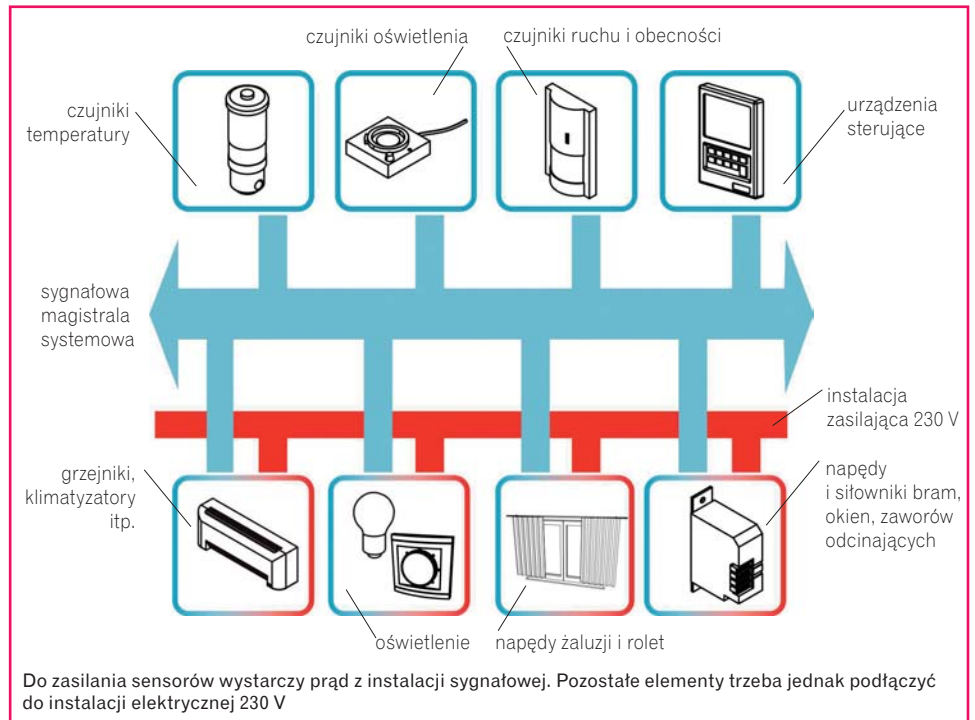 czujniki oświetlenia
czujniki ruchu i obecności
czujniki
temperatury
urządzenia
sterujące
sygnałowa
magistrala
systemowa
instalacja
zasilająca 230 V
grzejniki,
klimatyzatory
itp.
napędy
i siłowniki bram,
okien, zaworów
odcinających
oświetlenie
napędy żaluzji i rolet
Do zasilania sensorów wystarczy prąd z instalacji sygnałowej. Pozostałe elementy trzeba jednak podłączyć
do instalacji elektrycznej 230 V